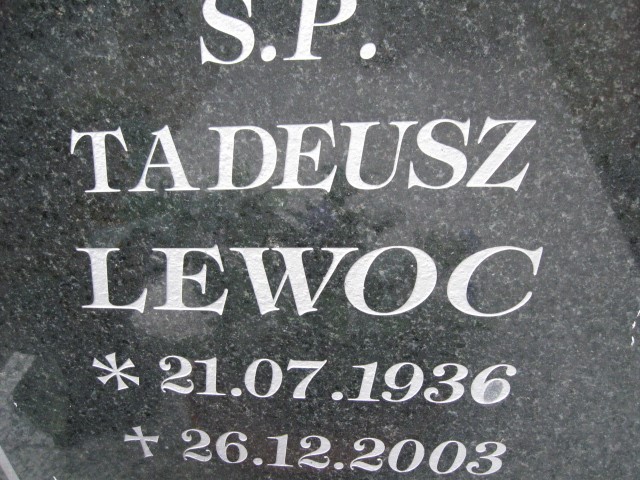 S.P.
TADEUSZ
LEWOC
* 21.07.1936
✝ 26.12.2003